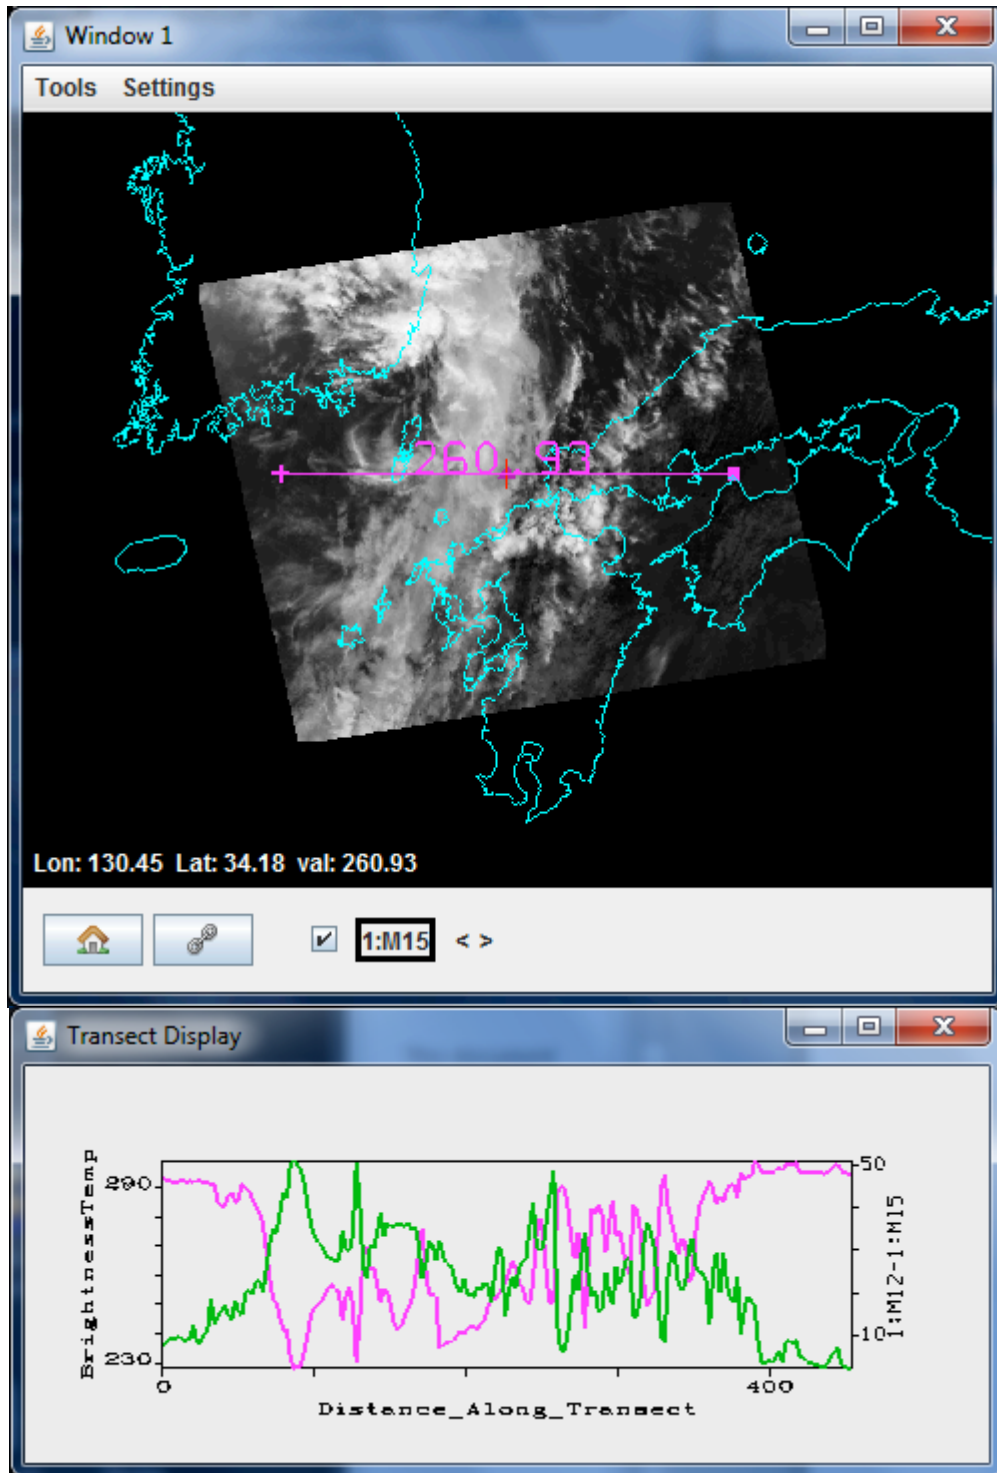 Window 1
Tools Settings
260.93
Lon: 130.45 Lat: 34.18 val: 260.93
1:M15 < >
Transect Display
BrightnessTemp
290
230
0
400
Distance_Along_Transect
50
10
1:M12-1:M15